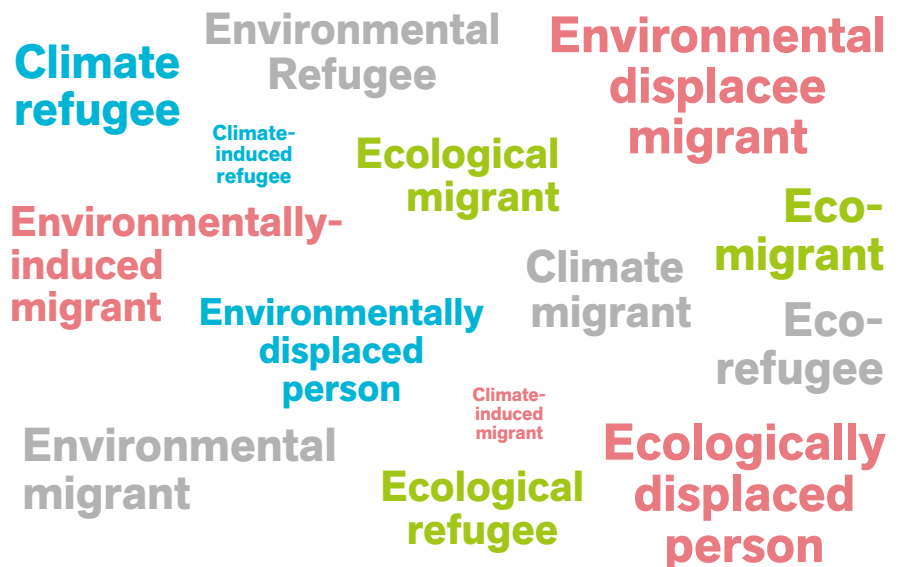 Climate
refugee
Environmental
Refugee
Environmental
displacee
migrant
Climate-
induced
refugee
Ecological
migrant
Environmentally-
induced
migrant
Eco-
migrant
Climate
migrant
Environmentally
displaced
person
Eco-
refugee
Climate-
induced
migrant
Environmental
migrant
Ecological
refugee
Ecologically
displaced
person